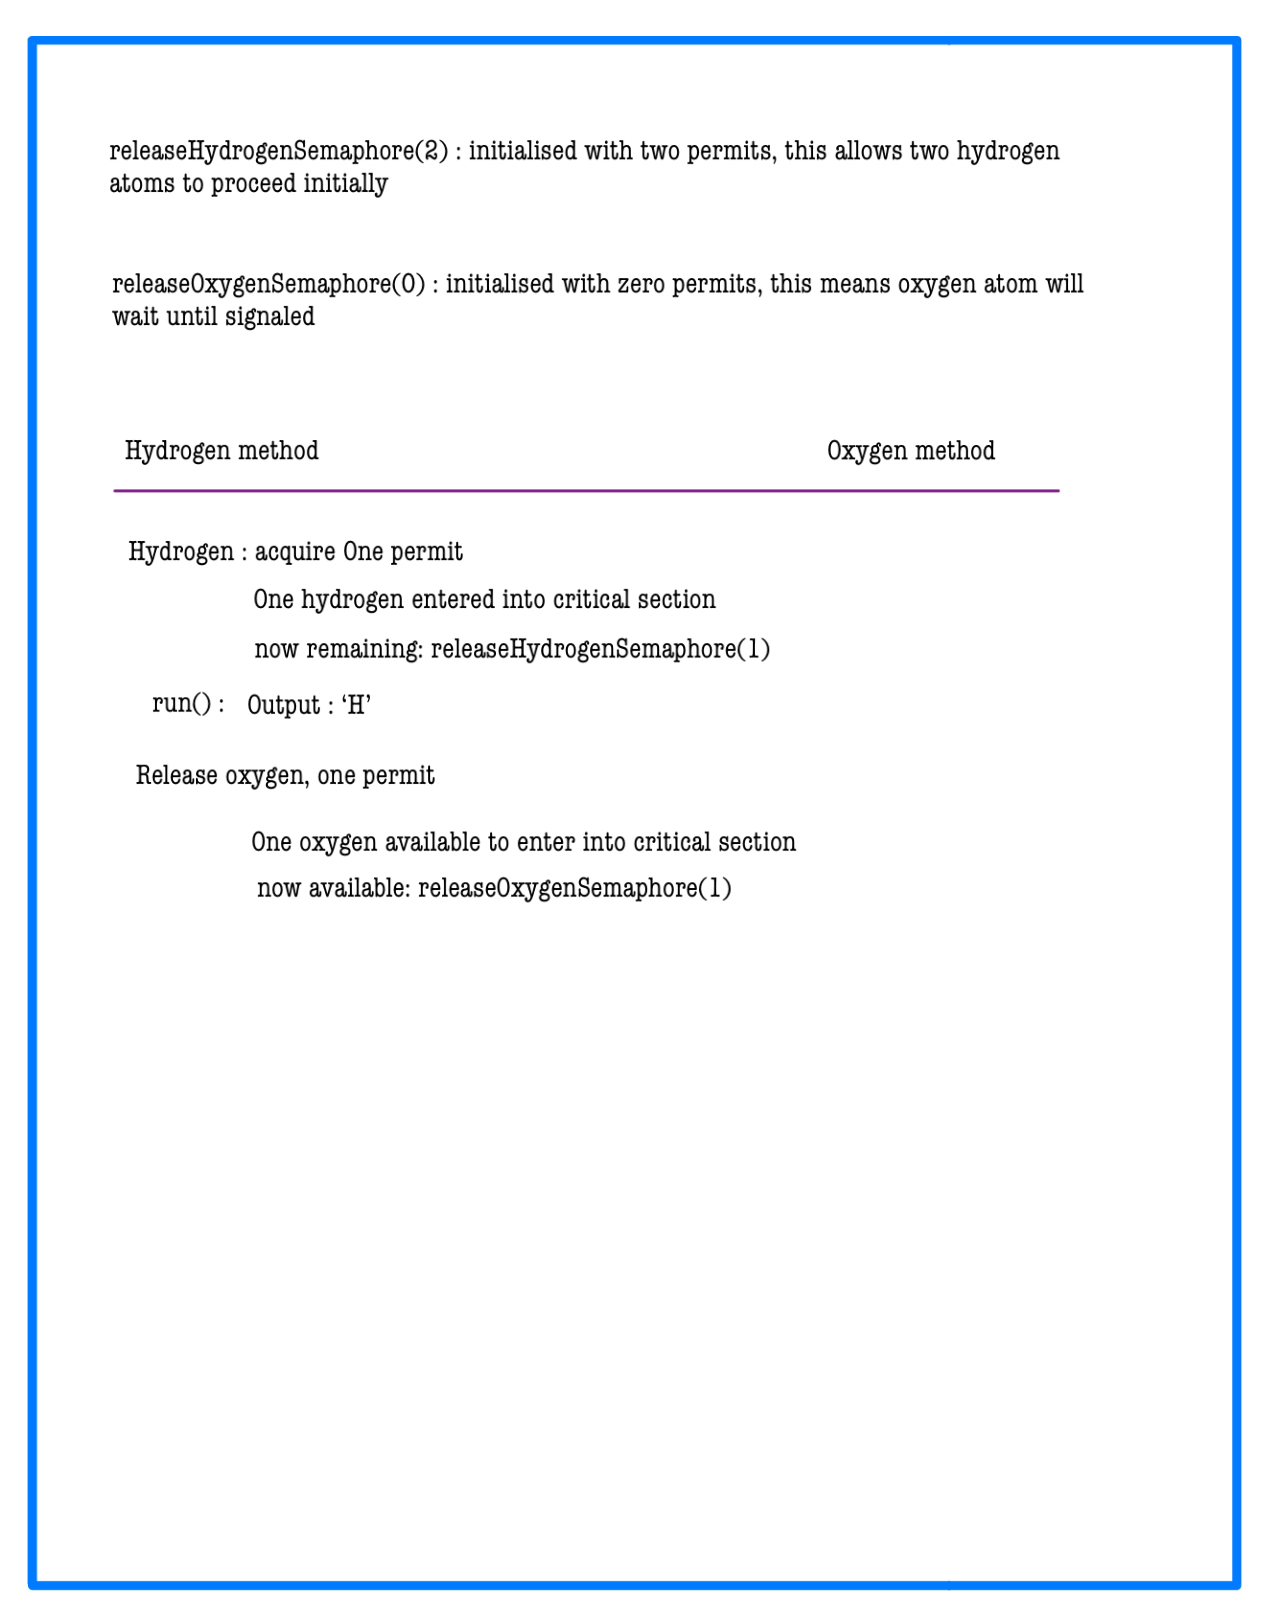 releaseHydrogenSemaphore(2) : initialised with two permits, this allows two hydrogen
atoms to proceed initially
releaseOxygenSemaphore(0) : initialised with zero permits, this means oxygen atom will
wait until signaled
Hydrogen method Oxygen method
Hydrogen : acquire One permit
One hydrogen entered into critical section
now remaining: releaseHydrogenSemaphore(1)
run() : Output : ‘H’
Release oxygen, one permit
One oxygen available to enter into critical section
now available: releaseOxygenSemaphore(1)